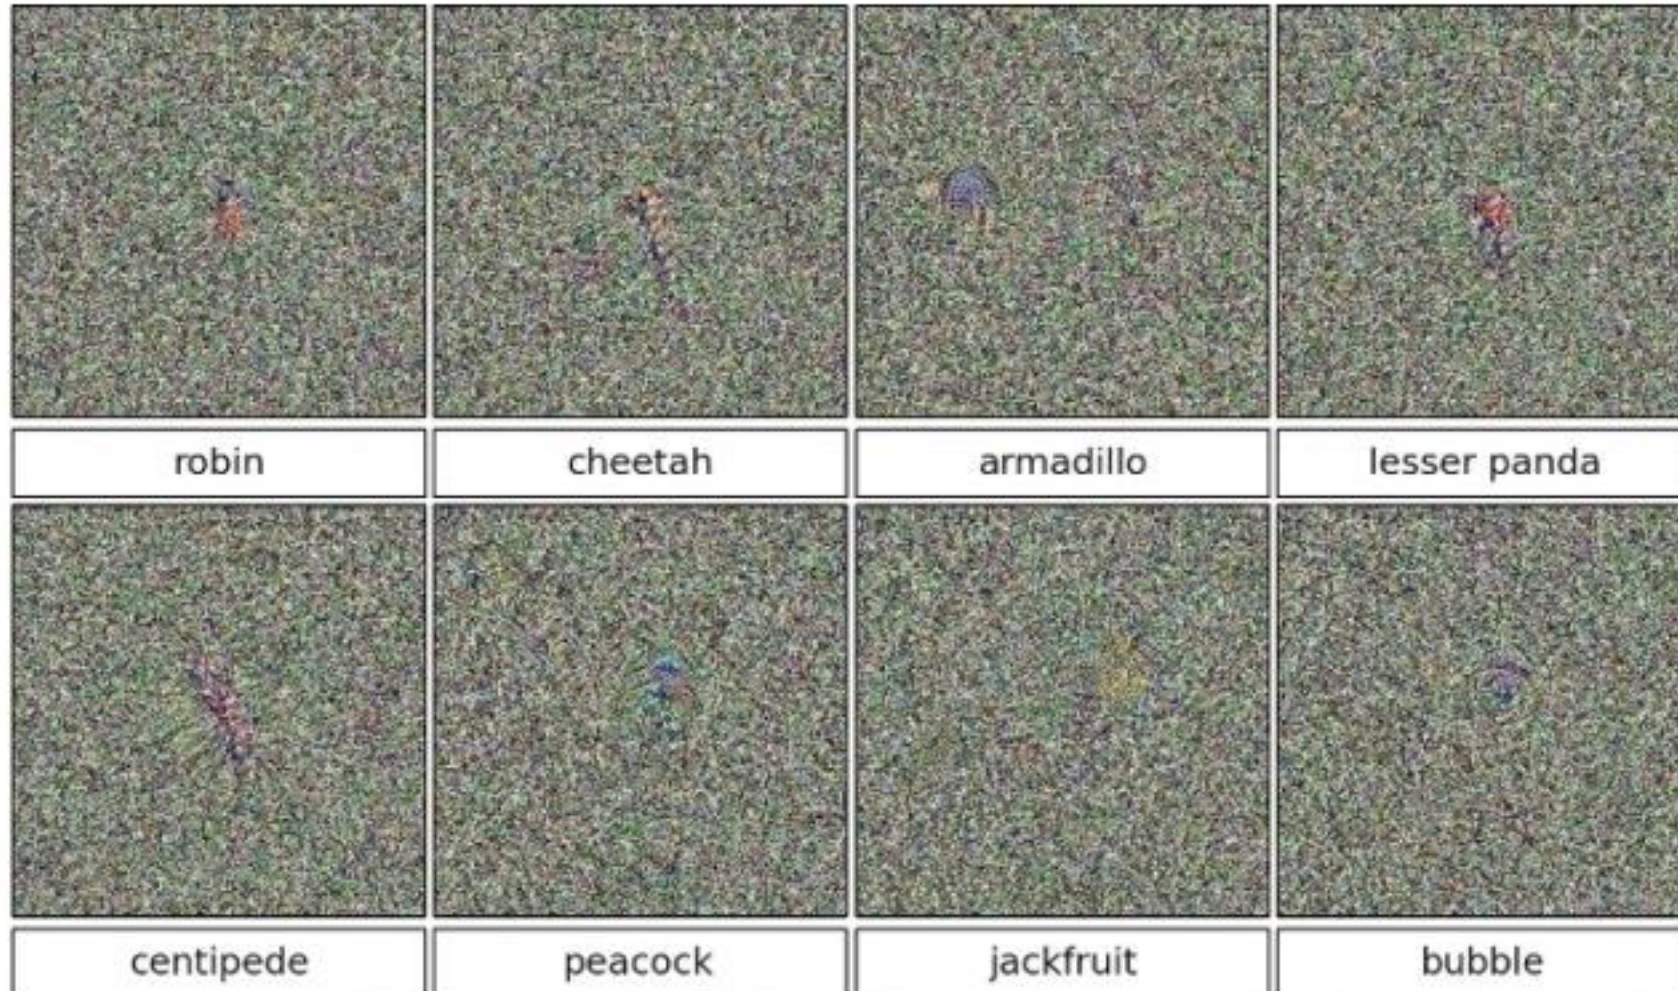 robin
cheetah
armadillo
lesser panda
centipede
peacock
jackfruit
bubble